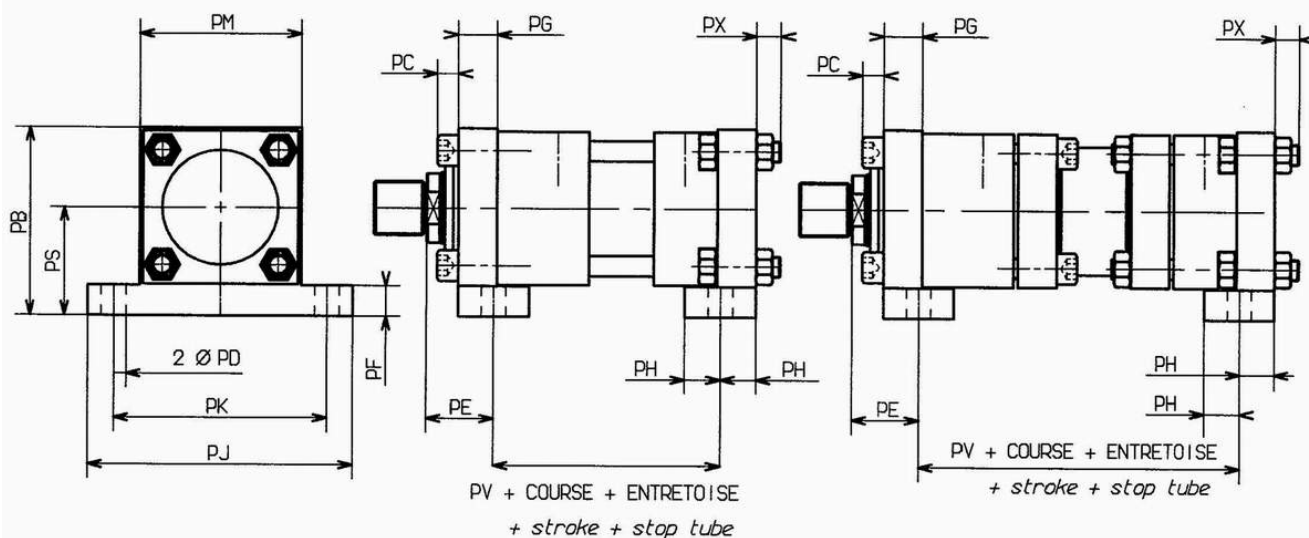 PM
PG
PX
PC
PB
PS
2 Ø PD
PF
PK
PJ
PE
PH
PH
PV + COURSE + ENTRETOISE
+ stroke + stop tube
PG
PX
PC
PE
PH
PH
PV + COURSE + ENTRETOISE
+ stroke + stop tube